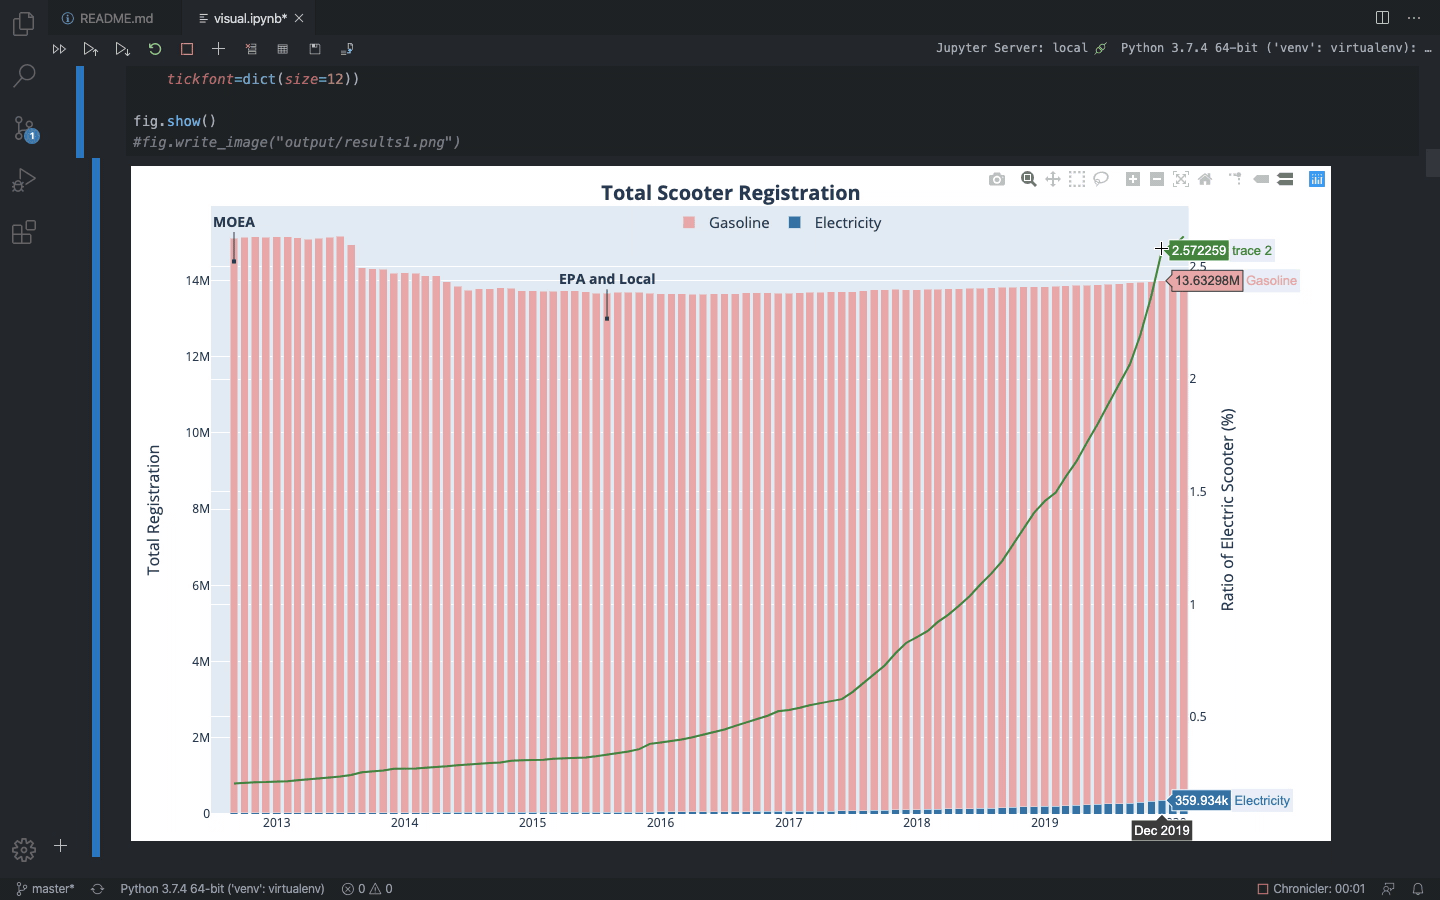 README.md
visual.ipynb*
Jupyter Server: local
Python 3.7.4 64-bit ('venv': virtualenv): …
tickfont=dict(size=12))
fig.show()
#fig.write_image("output/results1.png")
1
Total Scooter Registration
Gasoline
Electricity
MOEA
EPA and Local
2.572259 trace 2
13.63298M Gasoline
359.934k Electricity
Dec 2019
Total Registration
14M
12M
10M
8M
6M
4M
2M
0
Ratio of Electric Scooter (%)
2.5
2
1.5
1
0.5
2013
2014
2015
2016
2017
2018
2019
master*
Python 3.7.4 64-bit ('venv': virtualenv)
0
0
Chronicler: 00:01